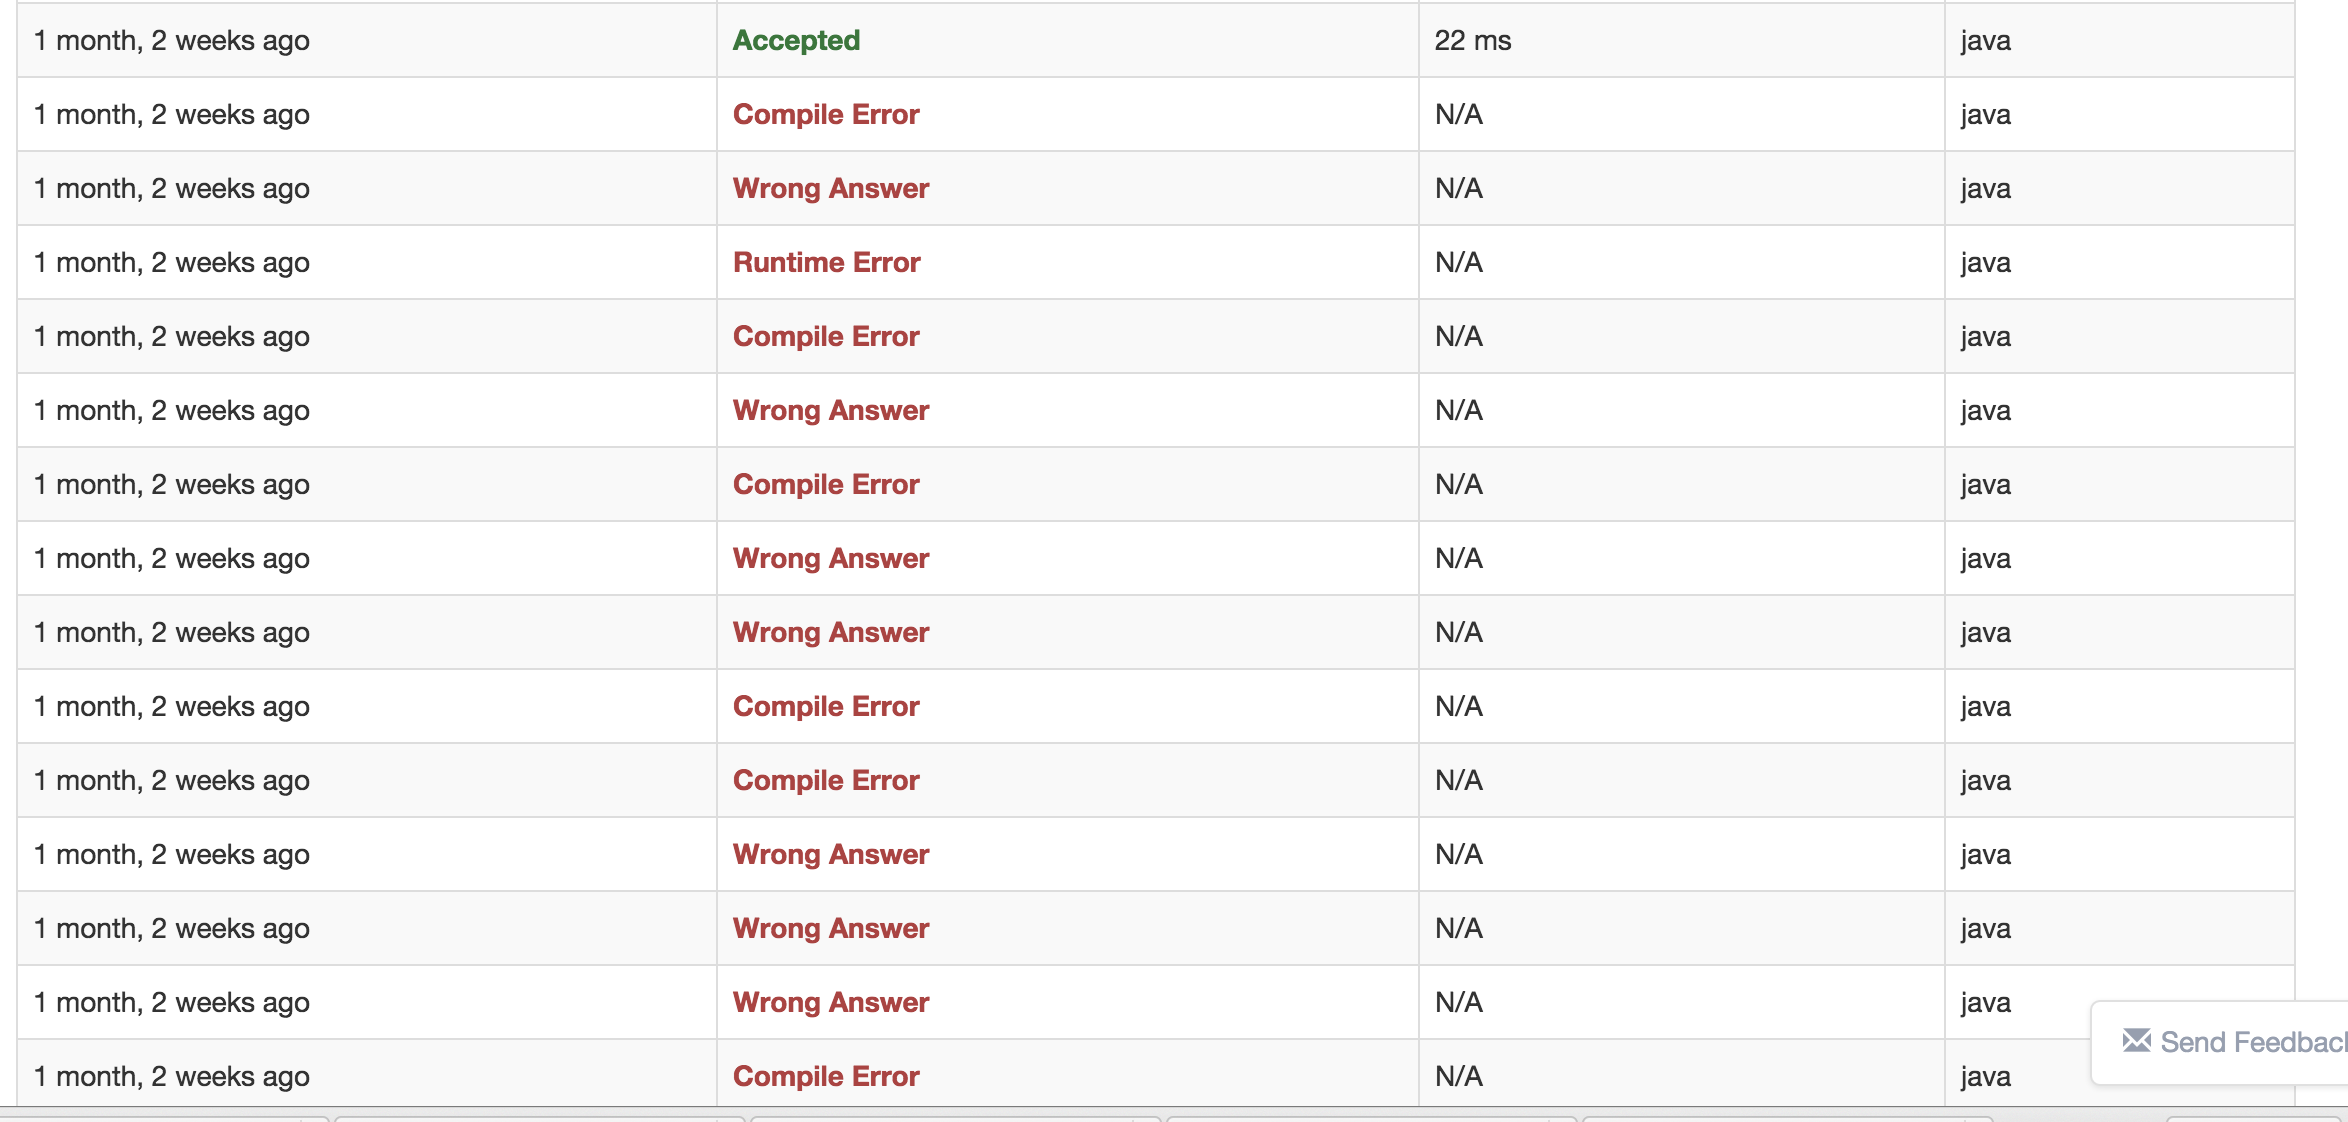 1 month, 2 weeks ago Accepted 22 ms java
1 month, 2 weeks ago Compile Error N/A java
1 month, 2 weeks ago Wrong Answer N/A java
1 month, 2 weeks ago Runtime Error N/A java
1 month, 2 weeks ago Compile Error N/A java
1 month, 2 weeks ago Wrong Answer N/A java
1 month, 2 weeks ago Compile Error N/A java
1 month, 2 weeks ago Wrong Answer N/A java
1 month, 2 weeks ago Wrong Answer N/A java
1 month, 2 weeks ago Compile Error N/A java
1 month, 2 weeks ago Compile Error N/A java
1 month, 2 weeks ago Wrong Answer N/A java
1 month, 2 weeks ago Wrong Answer N/A java
1 month, 2 weeks ago Wrong Answer N/A java
Send Feedback
1 month, 2 weeks ago Compile Error N/A java